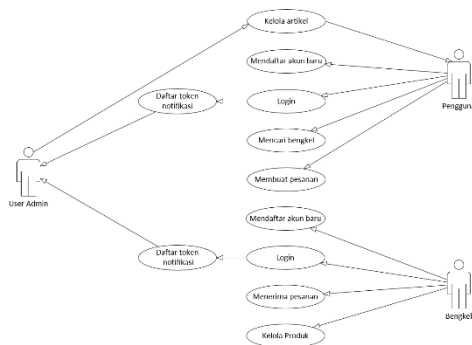 Kelola artikel
Mendaftar akun baru
Daftar token
notifikasi
Login
Pengguna
Mencari bengkel
Membuat pesanan
User Admin
Mendaftar akun baru
Daftar token
notifikasi
Login
Menerima pesanan
Bengkel
Kelola Produk